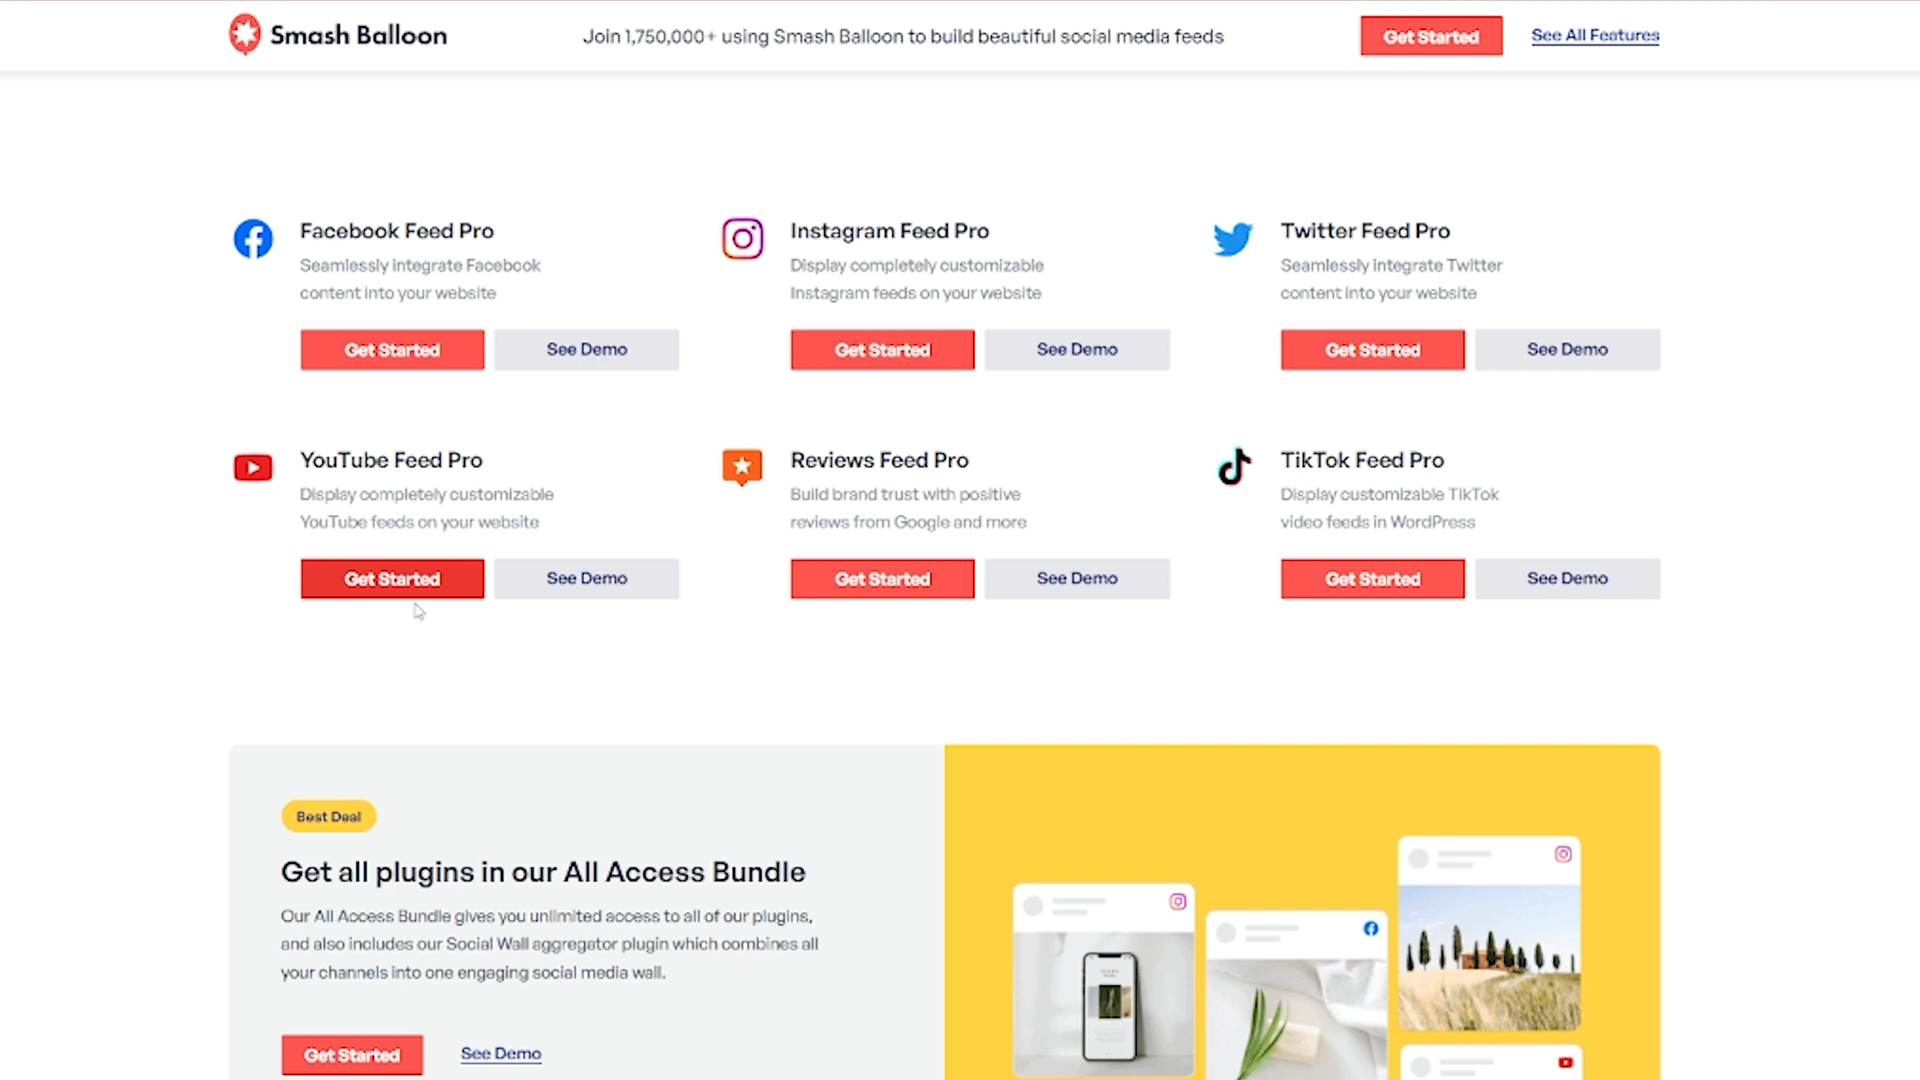 Smash Balloon
Join 1,750,000+ using Smash Balloon to build beautiful social media feeds
Get Started
See All Features
Facebook Feed Pro
Seamlessly integrate Facebook
content into your website
Get Started
See Demo
Instagram Feed Pro
Display completely customizable
Instagram feeds on your website
Get Started
See Demo
Twitter Feed Pro
Seamlessly integrate Twitter
content into your website
Get Started
See Demo
YouTube Feed Pro
Display completely customizable
YouTube feeds on your website
Get Started
See Demo
Reviews Feed Pro
Build brand trust with positive
reviews from Google and more
Get Started
See Demo
TikTok Feed Pro
Display customizable TikTok
video feeds in WordPress
Get Started
See Demo
Best Deal
Get all plugins in our All Access Bundle
Our All Access Bundle gives you unlimited access to all of our plugins,
and also includes our Social Wall aggregator plugin which combines all
your channels into one engaging social media wall.
Get Started
See Demo